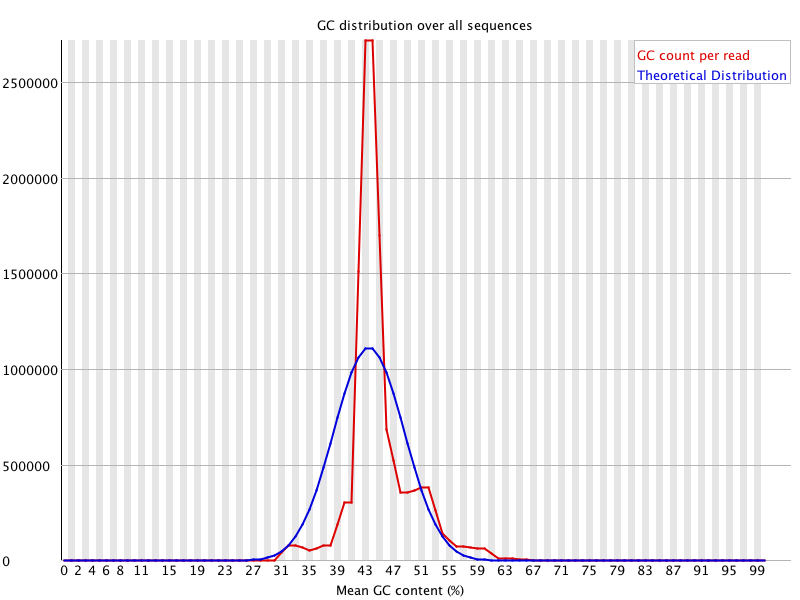 GC distribution over all sequences
GC count per read
Theoretical Distribution
2500000
2000000
1500000
1000000
500000
0
0 2 4 6 8 11 15 19 23 27 31 35 39 43 47 51 55 59 63 67 71 75 79 83 87 91 95 99
Mean GC content (%)